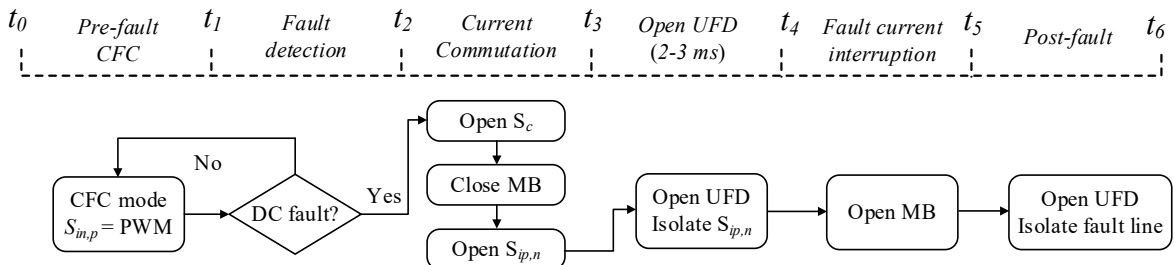 t0 Pre-fault t1 Fault t2 Current t3 Open UFD t4 Fault current t5 Post-fault t6
CFC detection Commutation (2-3 ms) interruption
Open Sc
No
Close MB
CFC mode
Sin,p = PWM
DC fault?
Yes
Open Sip,n
Open UFD
Isolate Sip,n
Open MB
Open UFD
Isolate fault line